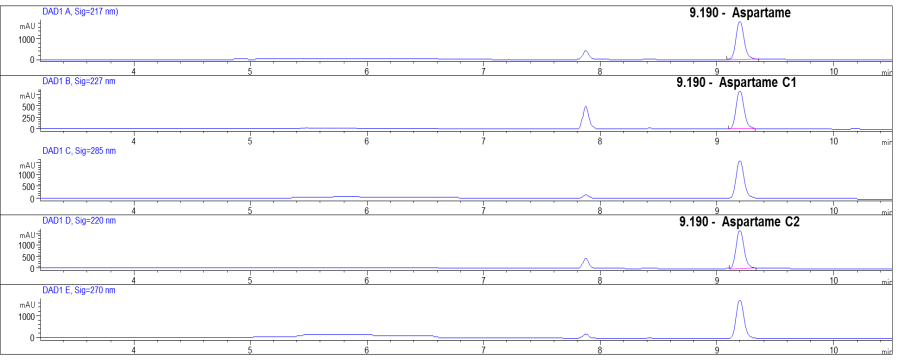 DAD1 A, Sig=217 nm)
9.190 - Aspartame
mAU
1000
0
4 5 6 7 8 9 10 min
DAD1 B, Sig=227 nm
9.190 - Aspartame C1
mAU
500
250
0
4 5 6 7 8 9 10 min
DAD1 C, Sig=285 nm
mAU
1000
500
0
4 5 6 7 8 9 10 min
DAD1 D, Sig=220 nm
9.190 - Aspartame C2
mAU
1000
500
0
4 5 6 7 8 9 10 min
DAD1 E, Sig=270 nm
mAU
1000
0
4 5 6 7 8 9 10 min